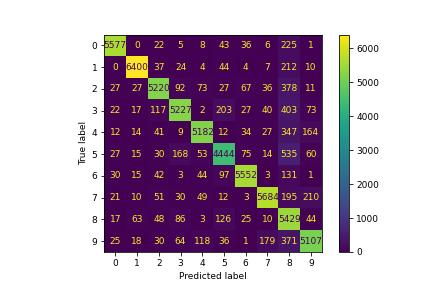 0 5577 0 22 5 8 43 36 6 225 1
1 0 6400 37 24 4 44 4 7 212 10
2 27 27 5220 92 73 27 67 36 378 11
3 22 17 117 5227 2 203 27 40 403 73
4 12 14 41 9 5182 12 34 27 347 164
5 27 15 30 168 53 4444 75 14 535 60
6 30 15 42 3 44 97 5552 3 131 1
7 21 10 51 30 49 12 3 5684 195 210
8 17 63 48 86 3 126 25 10 5429 44
9 25 18 30 64 118 36 1 179 371 5107
0 1 2 3 4 5 6 7 8 9
Predicted label
True label
6000
5000
4000
3000
2000
1000
0